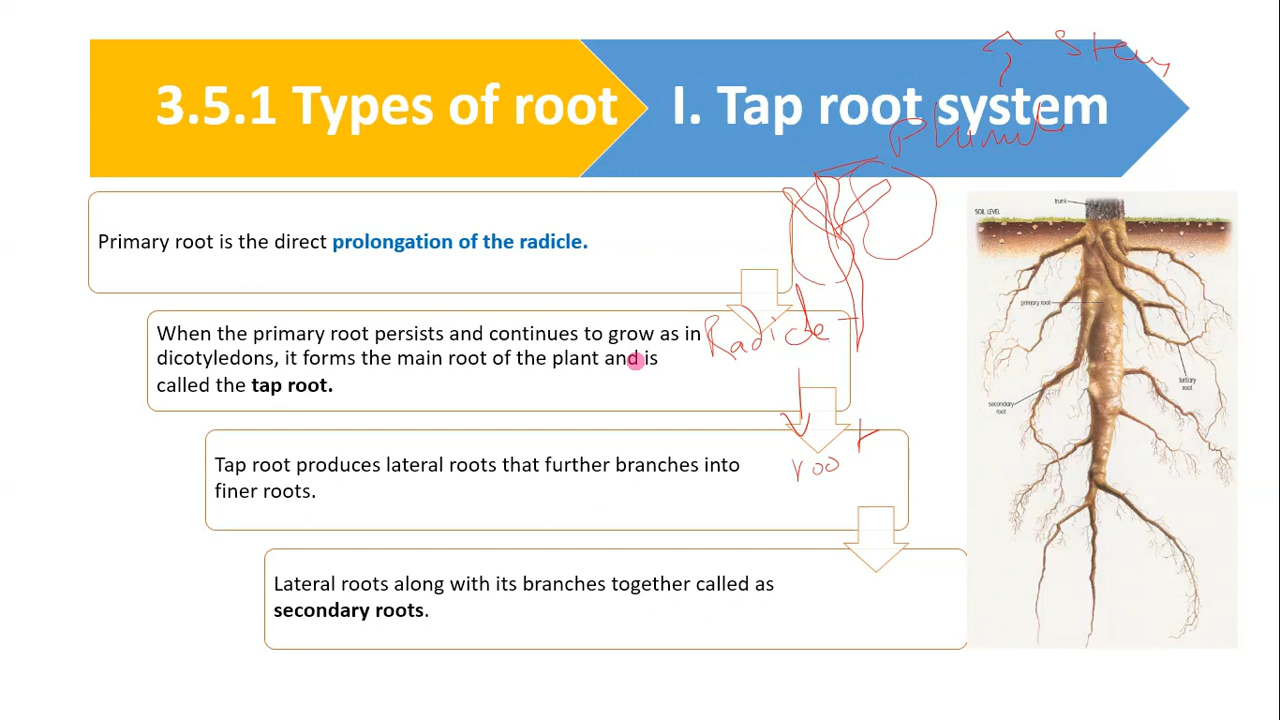 3.5.1 Types of root
I. Tap root system
Stem
Plumule
Primary root is the direct prolongation of the radicle.
When the primary root persists and continues to grow as in
dicotyledons, it forms the main root of the plant and is
called the tap root.
Radicle
root
Tap root produces lateral roots that further branches into
finer roots.
Lateral roots along with its branches together called as
secondary roots.
trunk
SOIL LEVEL
primary root
tertiary
root
secondary
root